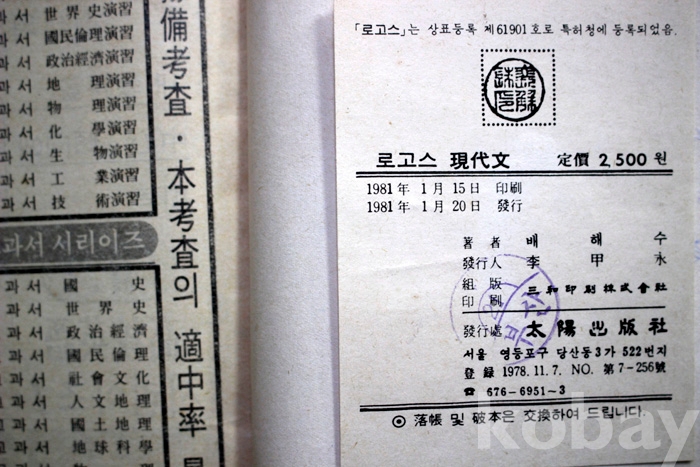 과 서 世 界 史演習
과 서 國民倫理演習
과 서 政治經濟演習
과 서 地 理演習
과 서 物 理演習
과 서 化 學演習
과 서 生 物演習
과 서 工 業演習
과 서 技 術演習
과서 시리이즈
과 서 國 史
과 서 世 界 史
과 서 政 治 經 濟
과 서 國 民 倫 理
과 서 社 會 文 化
과 서 人 文 地 理
과 서 國 土 地 理
과 서 地 球 科 學
備考査・本考査의 適中率
「로고스」는 상표등록 제61901호로 특허청에 등록되었음.
로고스 現代文 定價 2,500원
1981年 1月 15日 印刷
1981年 1月 20日 發行
著 者 배 해 수
發行人 李 甲 永
組版 印刷 三和印刷株式會社
發行處 太陽出版社
서울 영등포구 당산동 3가 522번지
登錄 1978. 11. 7. NO. 第7-256號
☎ 676-6951~3
◎ 落帳 및 破本은 交換하여 드립니다.
kobay